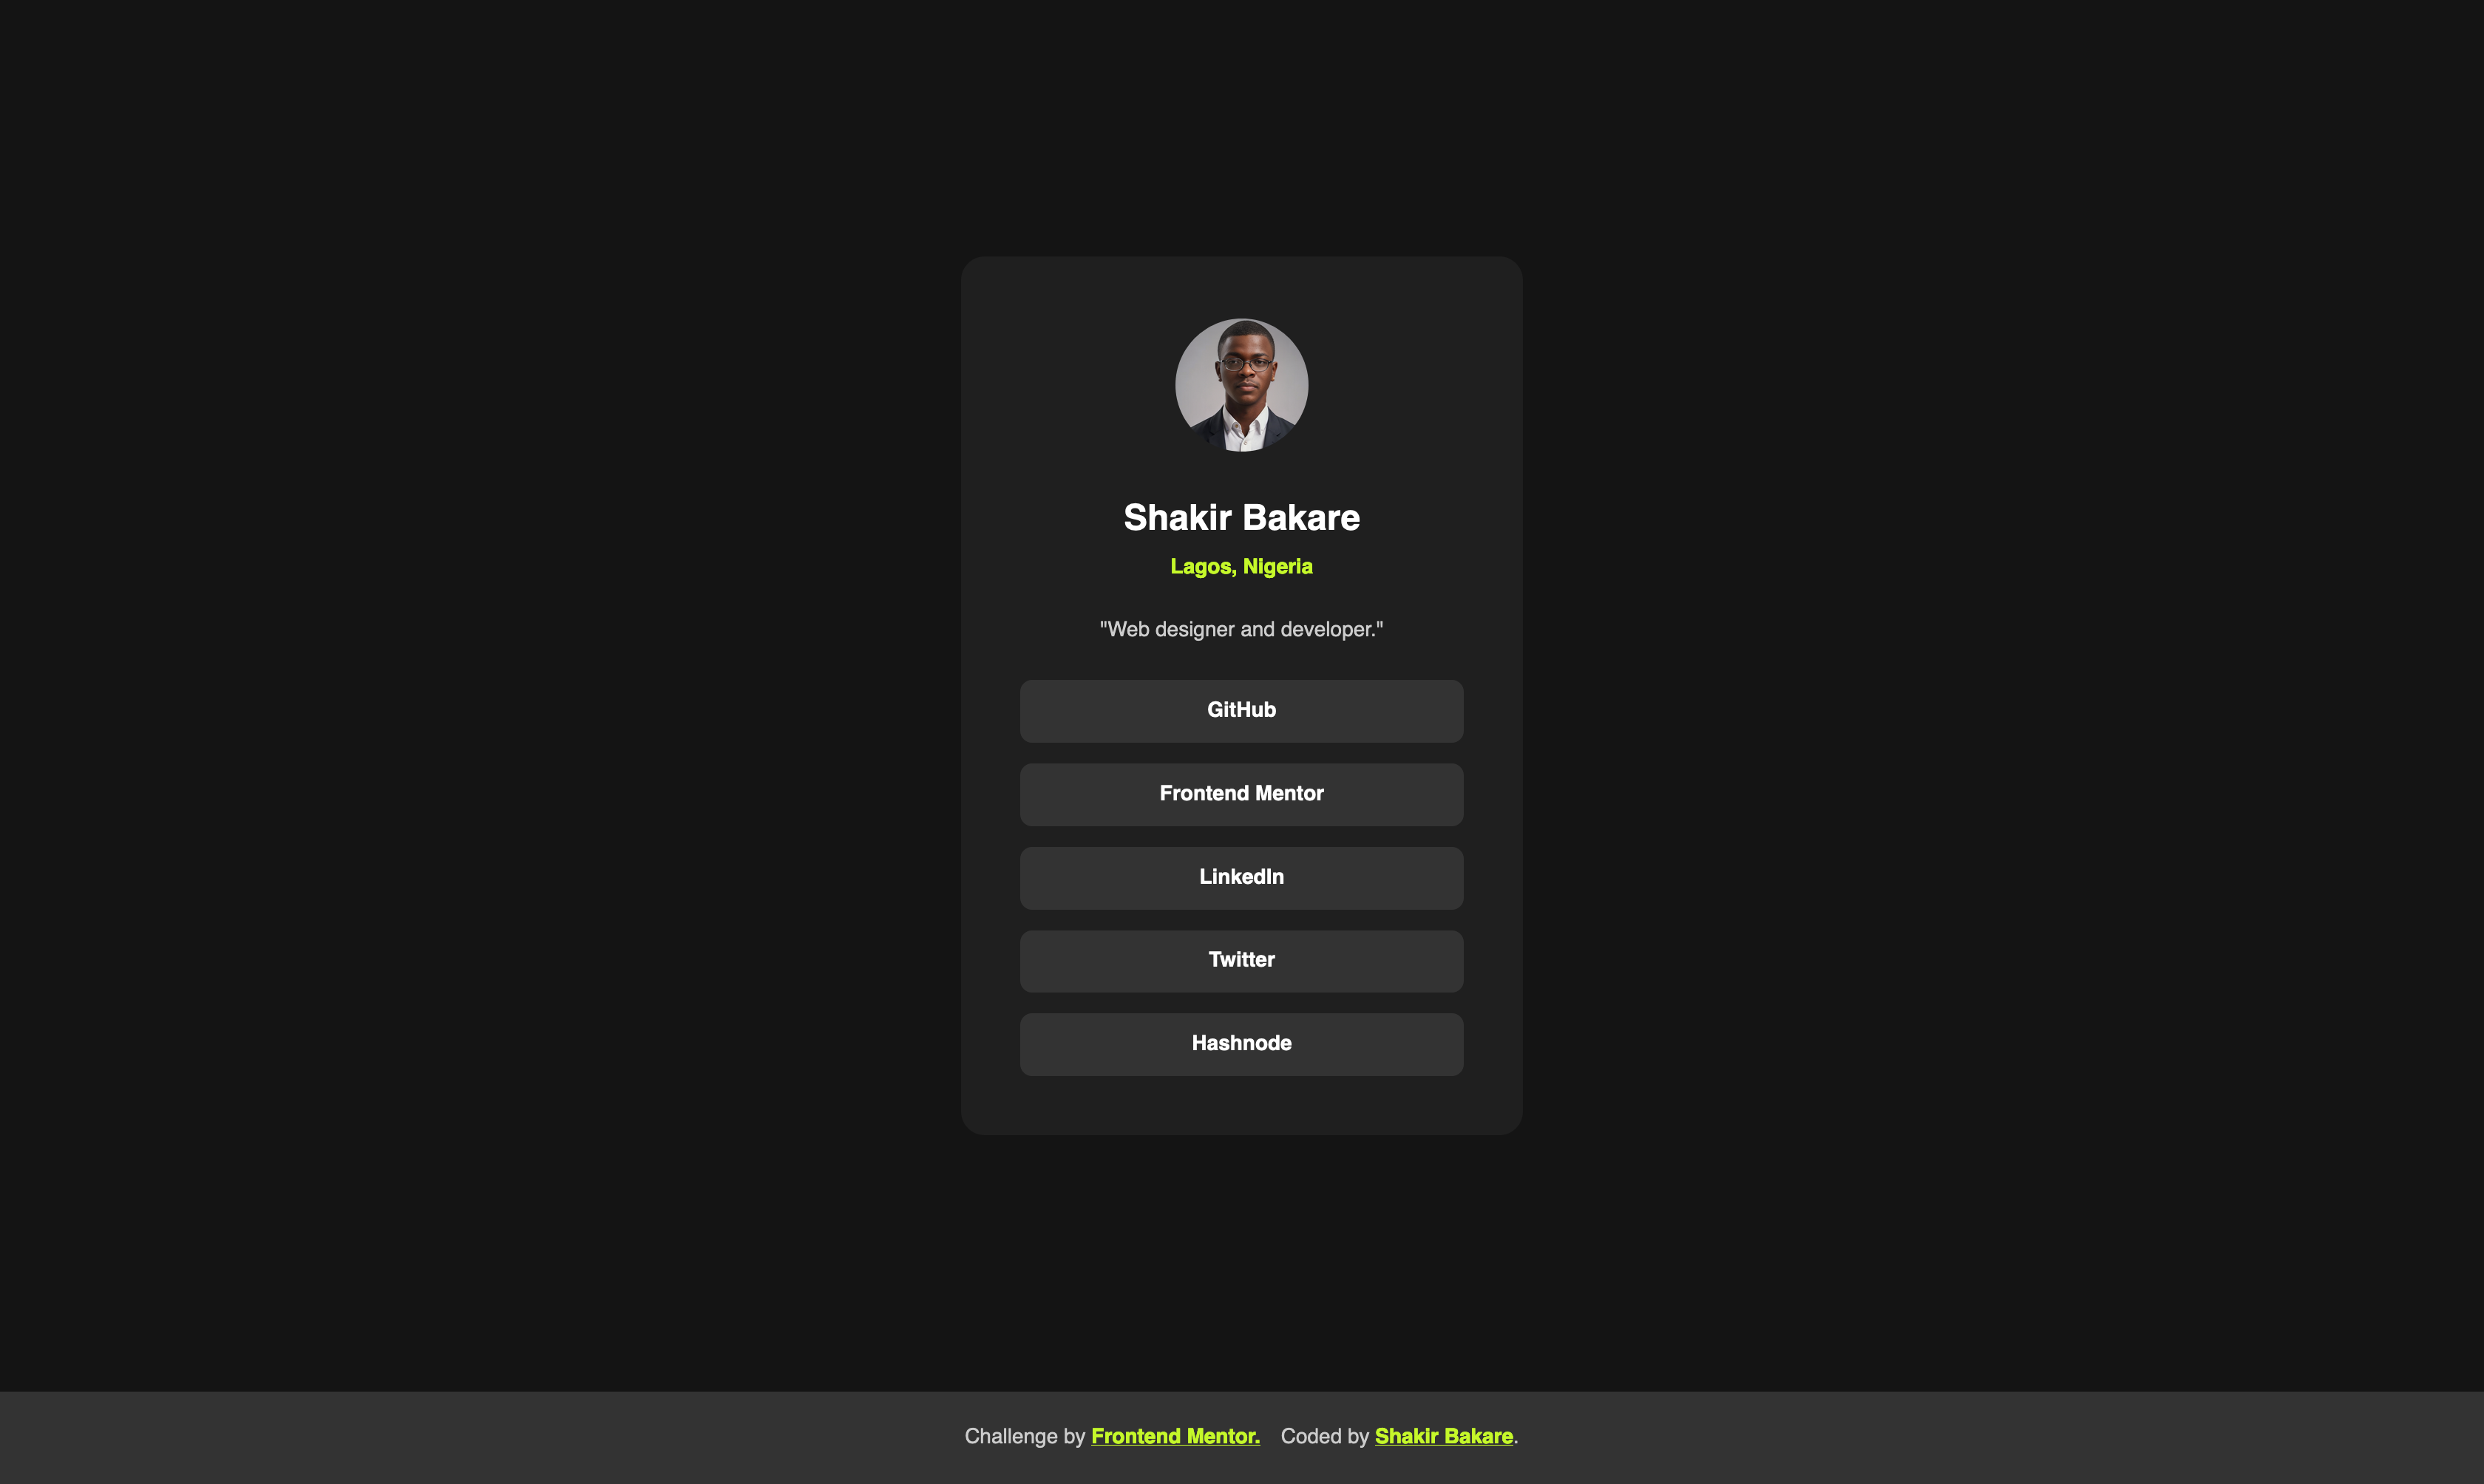 Shakir Bakare
Lagos, Nigeria
"Web designer and developer."
GitHub
Frontend Mentor
LinkedIn
Twitter
Hashnode
Challenge by Frontend Mentor. Coded by Shakir Bakare.